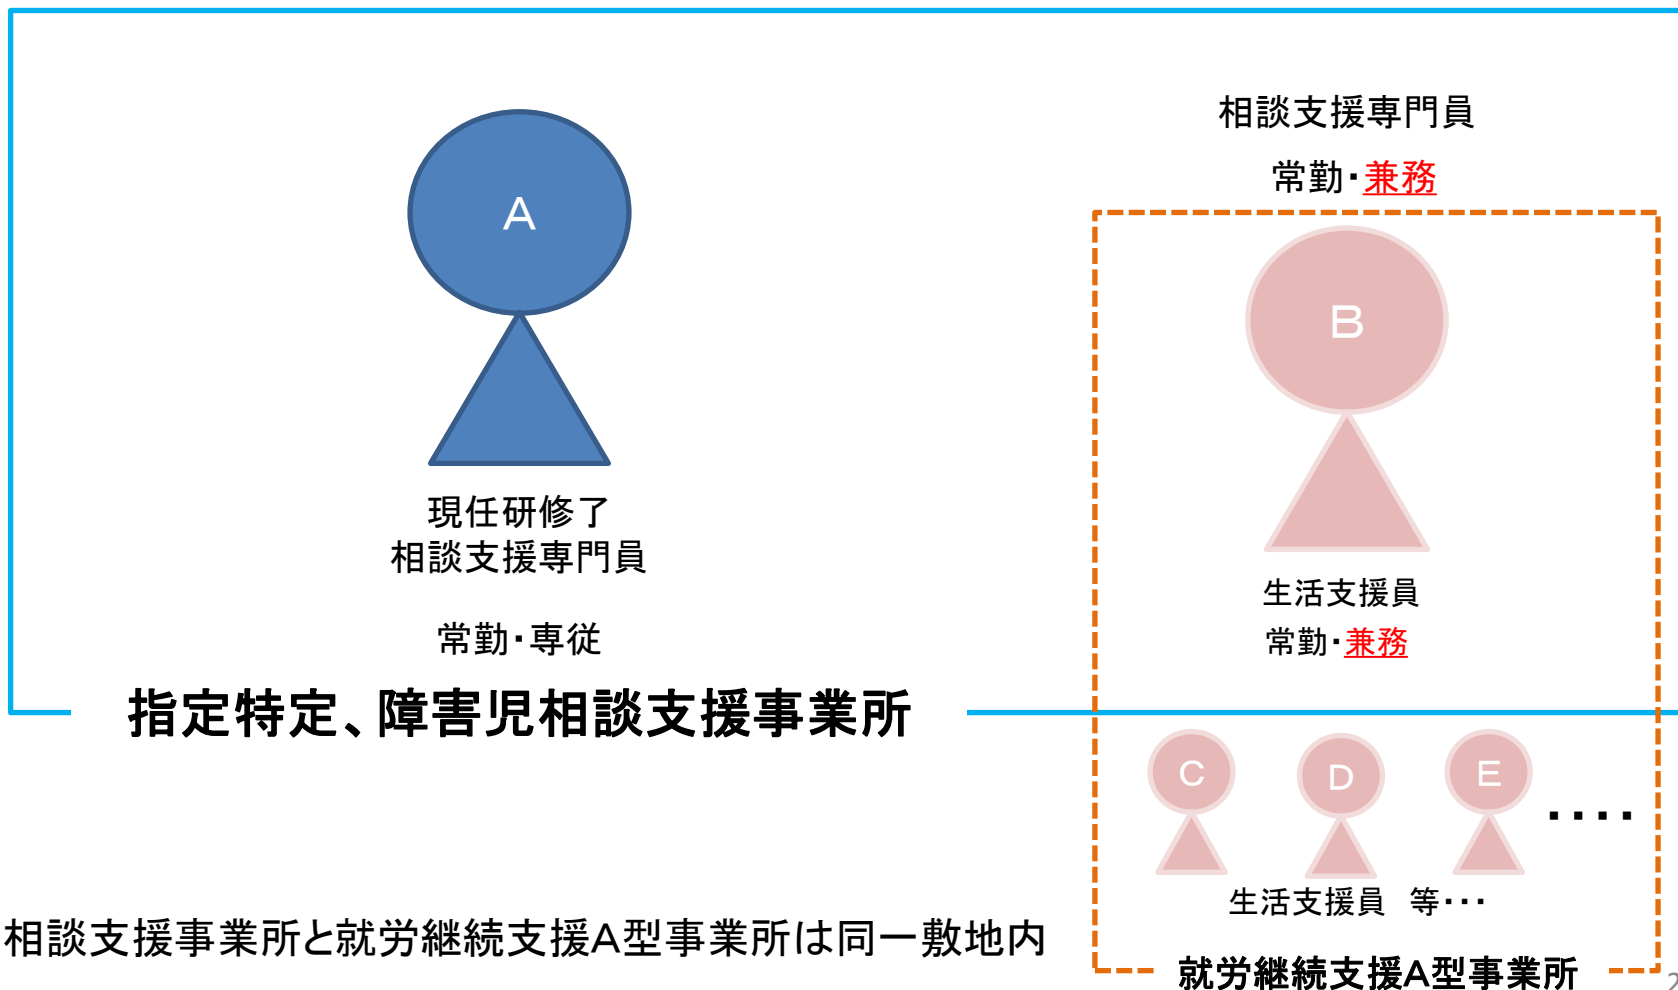 相談支援専門員
常勤・兼務
A
B
現任研修了
相談支援専門員
常勤・専従
生活支援員
常勤・兼務
指定特定、障害児相談支援事業所
C D E ・・・・
生活支援員　等・・・
相談支援事業所と就労継続支援A型事業所は同一敷地内
就労継続支援A型事業所